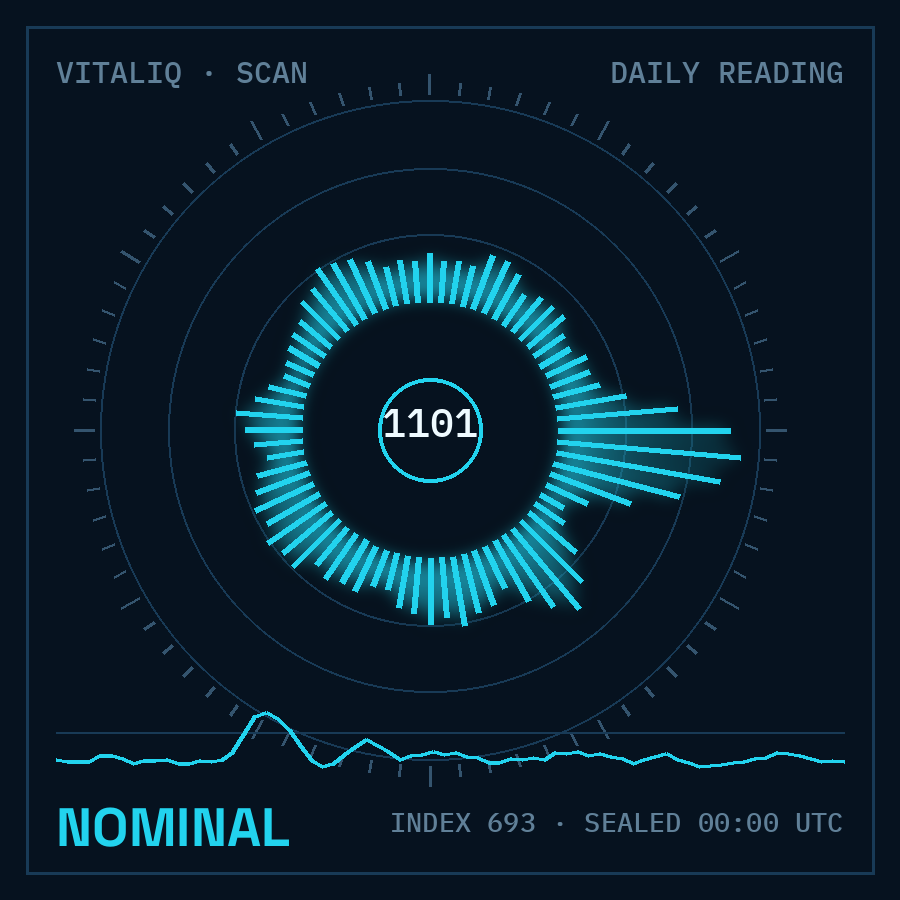 VITALIQ · SCAN
DAILY READING
1101
NOMINAL
INDEX 693 · SEALED 00:00 UTC